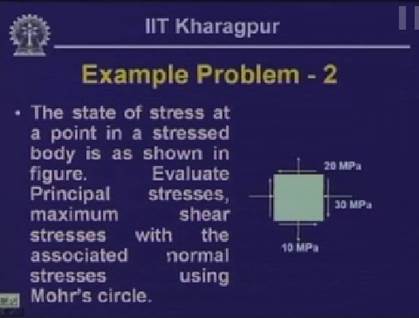 IIT Kharagpur
Example Problem - 2
• The state of stress at
a point in a stressed
body is as shown in
figure. Evaluate
Principal stresses,
maximum shear
stresses with the
associated normal
stresses using
Mohr's circle.
20 MPa
30 MPa
10 MPa